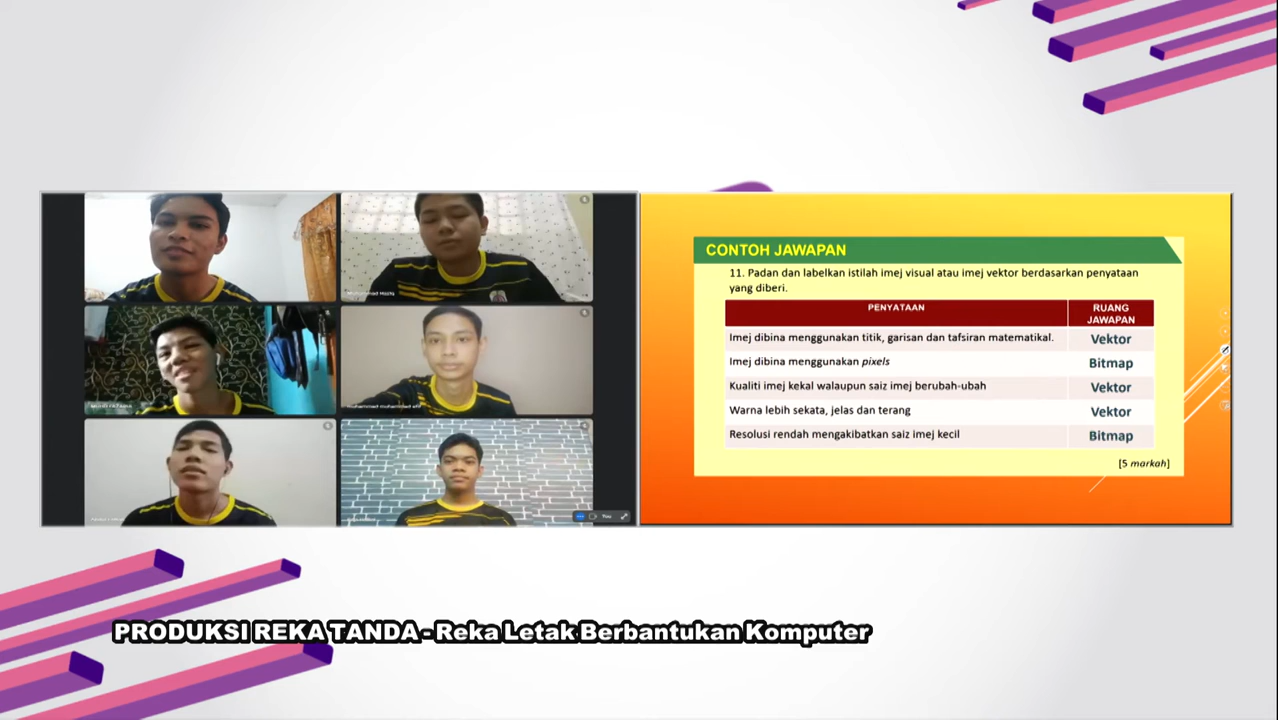 CONTOH JAWAPAN
11. Padan dan labelkan istilah imej visual atau imej vektor berdasarkan penyataan
yang diberi.
PENYATAAN
RUANG
JAWAPAN
Imej dibina menggunakan titik, garisan dan tafsiran matematikal.
Vektor
Imej dibina menggunakan pixels
Bitmap
Kualiti imej kekal walaupun saiz imej berubah-ubah
Vektor
Warna lebih sekata, jelas dan terang
Vektor
Resolusi rendah mengakibatkan saiz imej kecil
Bitmap
[5 markah]
You
PRODUKSI REKA TANDA - Reka Letak Berbantukan Komputer